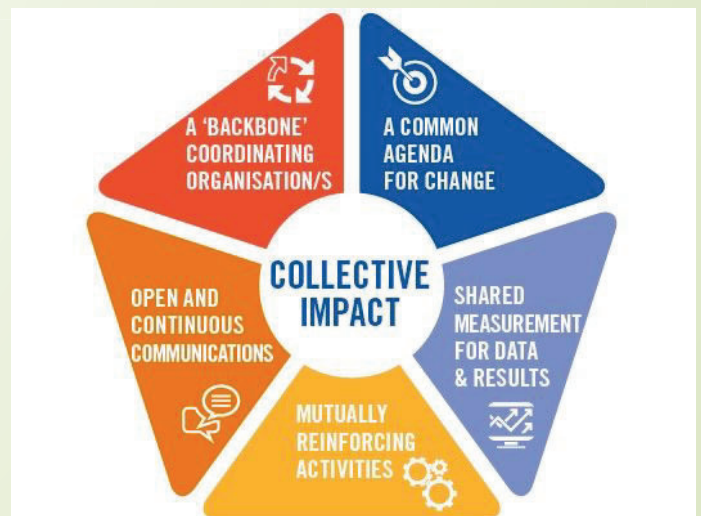 A 'BACKBONE'
COORDINATING
ORGANISATION/S
A COMMON
AGENDA
FOR CHANGE
COLLECTIVE
IMPACT
OPEN AND
CONTINUOUS
COMMUNICATIONS
SHARED
MEASUREMENT
FOR DATA
& RESULTS
MUTUALLY
REINFORCING
ACTIVITIES